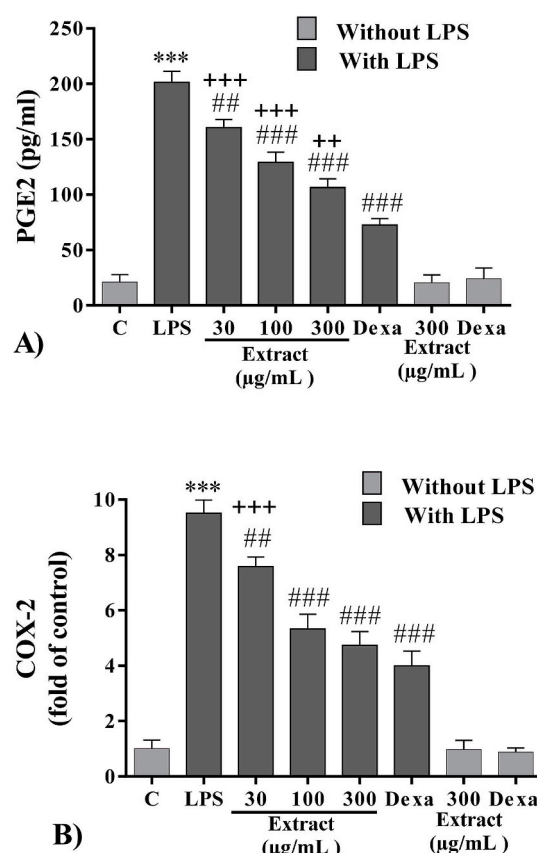 Without LPS
With LPS
250
200
150
100
50
0
PGE2 (pg/ml)
***
+++
##
+++
###
++
###
###
C LPS 30 100 300 Dexa 300 Dexa
Extract Extract
(µg/mL ) (µg/mL )
A)
Without LPS
With LPS
10
8
6
4
2
0
COX-2
(fold of control)
***
+++
##
###
###
###
C LPS 30 100 300 Dexa 300 Dexa
Extract Extract
(µg/mL ) (µg/mL )
B)